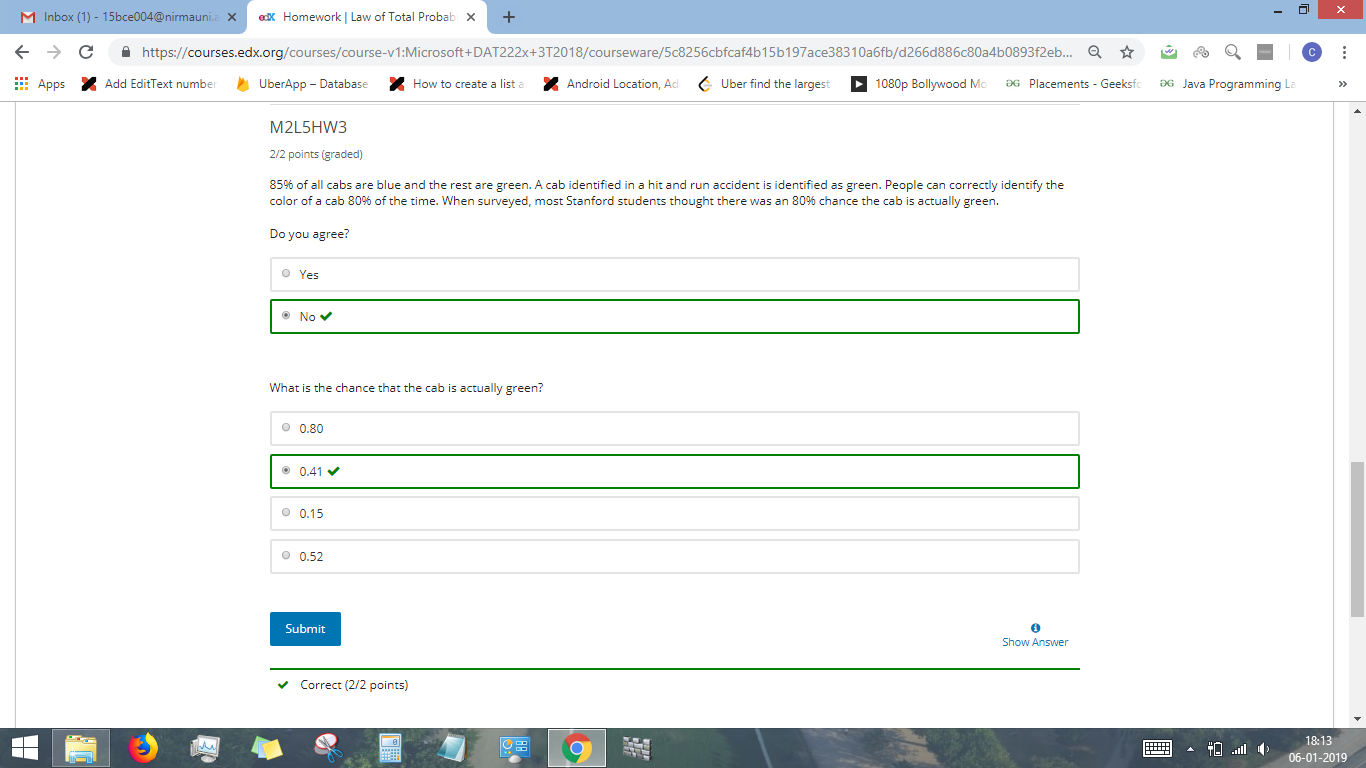 Inbox (1) - 15bce004@nirmauni.a
Homework | Law of Total Probab
https://courses.edx.org/courses/course-v1:Microsoft+DAT222x+3T2018/courseware/5c8256cbfcaf4b15b197ace38310a6fb/d266d886c80a4b0893f2eb...
C
Apps Add EditText number UberApp – Database How to create a list a Android Location, Ad Uber find the largest 1080p Bollywood Mo Placements - Geeksfo Java Programming La »
M2L5HW3
2/2 points (graded)
85% of all cabs are blue and the rest are green. A cab identified in a hit and run accident is identified as green. People can correctly identify the
color of a cab 80% of the time. When surveyed, most Stanford students thought there was an 80% chance the cab is actually green.
Do you agree?
Yes
No
What is the chance that the cab is actually green?
0.80
0.41
0.15
0.52
Submit
Show Answer
Correct (2/2 points)
18:13
06-01-2019